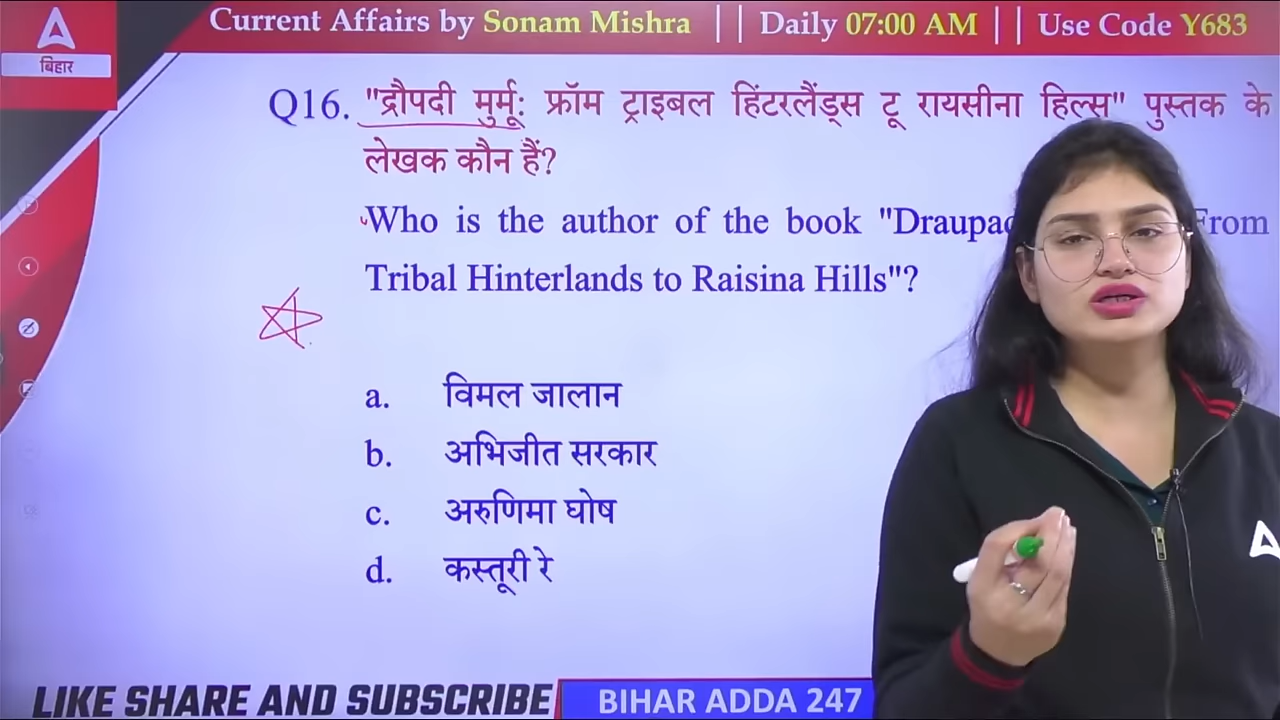 Current Affairs by Sonam Mishra || Daily 07:00 AM || Use Code Y683
बिहार
Q16. "द्रौपदी मुर्मू: फ्रॉम ट्राइबल हिंटरलैंड्स टू रायसीना हिल्स" पुस्तक के
लेखक कौन हैं?
Who is the author of the book "Draupad From
Tribal Hinterlands to Raisina Hills"?
a. विमल जालान
b. अभिजीत सरकार
c. अरुणिमा घोष
d. कस्तूरी रे
LIKE SHARE AND SUBSCRIBE
BIHAR ADDA 247